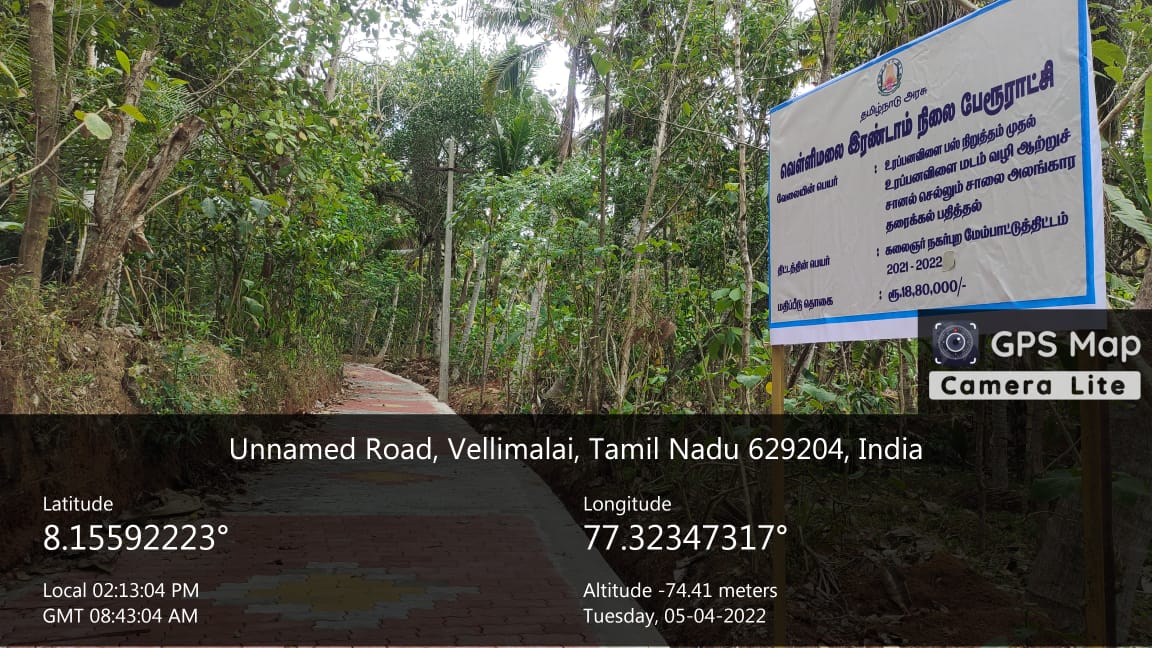 தமிழ்நாடு அரசு
வெள்ளிமலை இரண்டாம் நிலை பேரூராட்சி
வேலையின் பெயர் : உரப்பனவிளை பஸ் நிறுத்தம் முதல்
உரப்பனவிளை மடம் வழி ஆற்றுச்
சானல் செல்லும் சாலை அலங்கார
தரைக்கல் பதித்தல்
திட்டத்தின் பெயர் : கலைஞர் நகர்புற மேம்பாட்டுத்திட்டம்
2021 - 2022
மதிப்பீடு தொகை : ரூ.18,80,000/-
GPS Map
Camera Lite
Unnamed Road, Vellimalai, Tamil Nadu 629204, India
Latitude
8.15592223°
Longitude
77.32347317°
Local 02:13:04 PM
GMT 08:43:04 AM
Altitude -74.41 meters
Tuesday, 05-04-2022